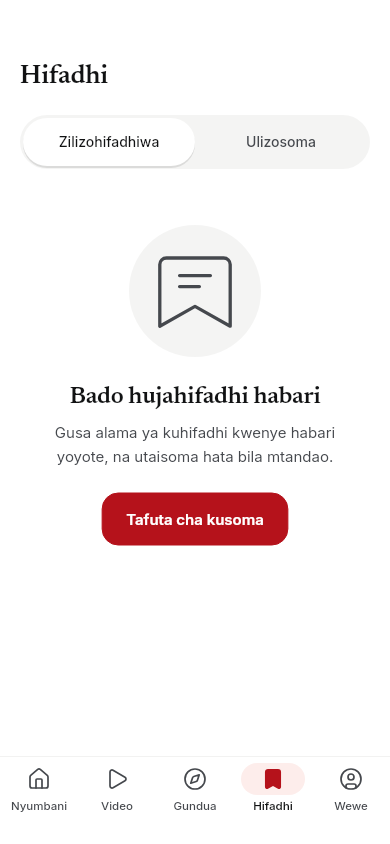 Hifadhi
Zilizohifadhiwa
Ulizosoma
Bado hujahifadhi habari
Gusa alama ya kuhifadhi kwenye habari
yoyote, na utaisoma hata bila mtandao.
Tafuta cha kusoma
Nyumbani
Video
Gundua
Hifadhi
Wewe